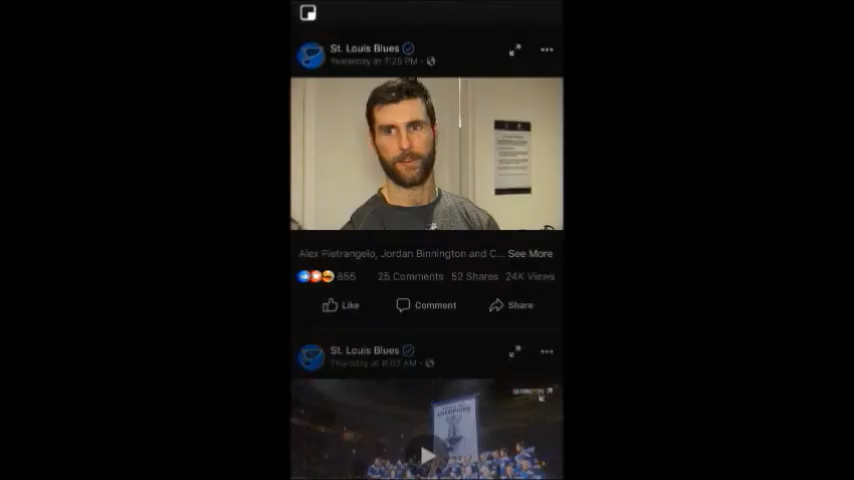 St. Louis Blues
Yesterday at 7:25 PM
Alex Pietrangelo, Jordan Binnington and C... See More
855 25 Comments 52 Shares 24K Views
Like Comment Share
St. Louis Blues
Thursday at 8:07 AM
CHAMPIONS